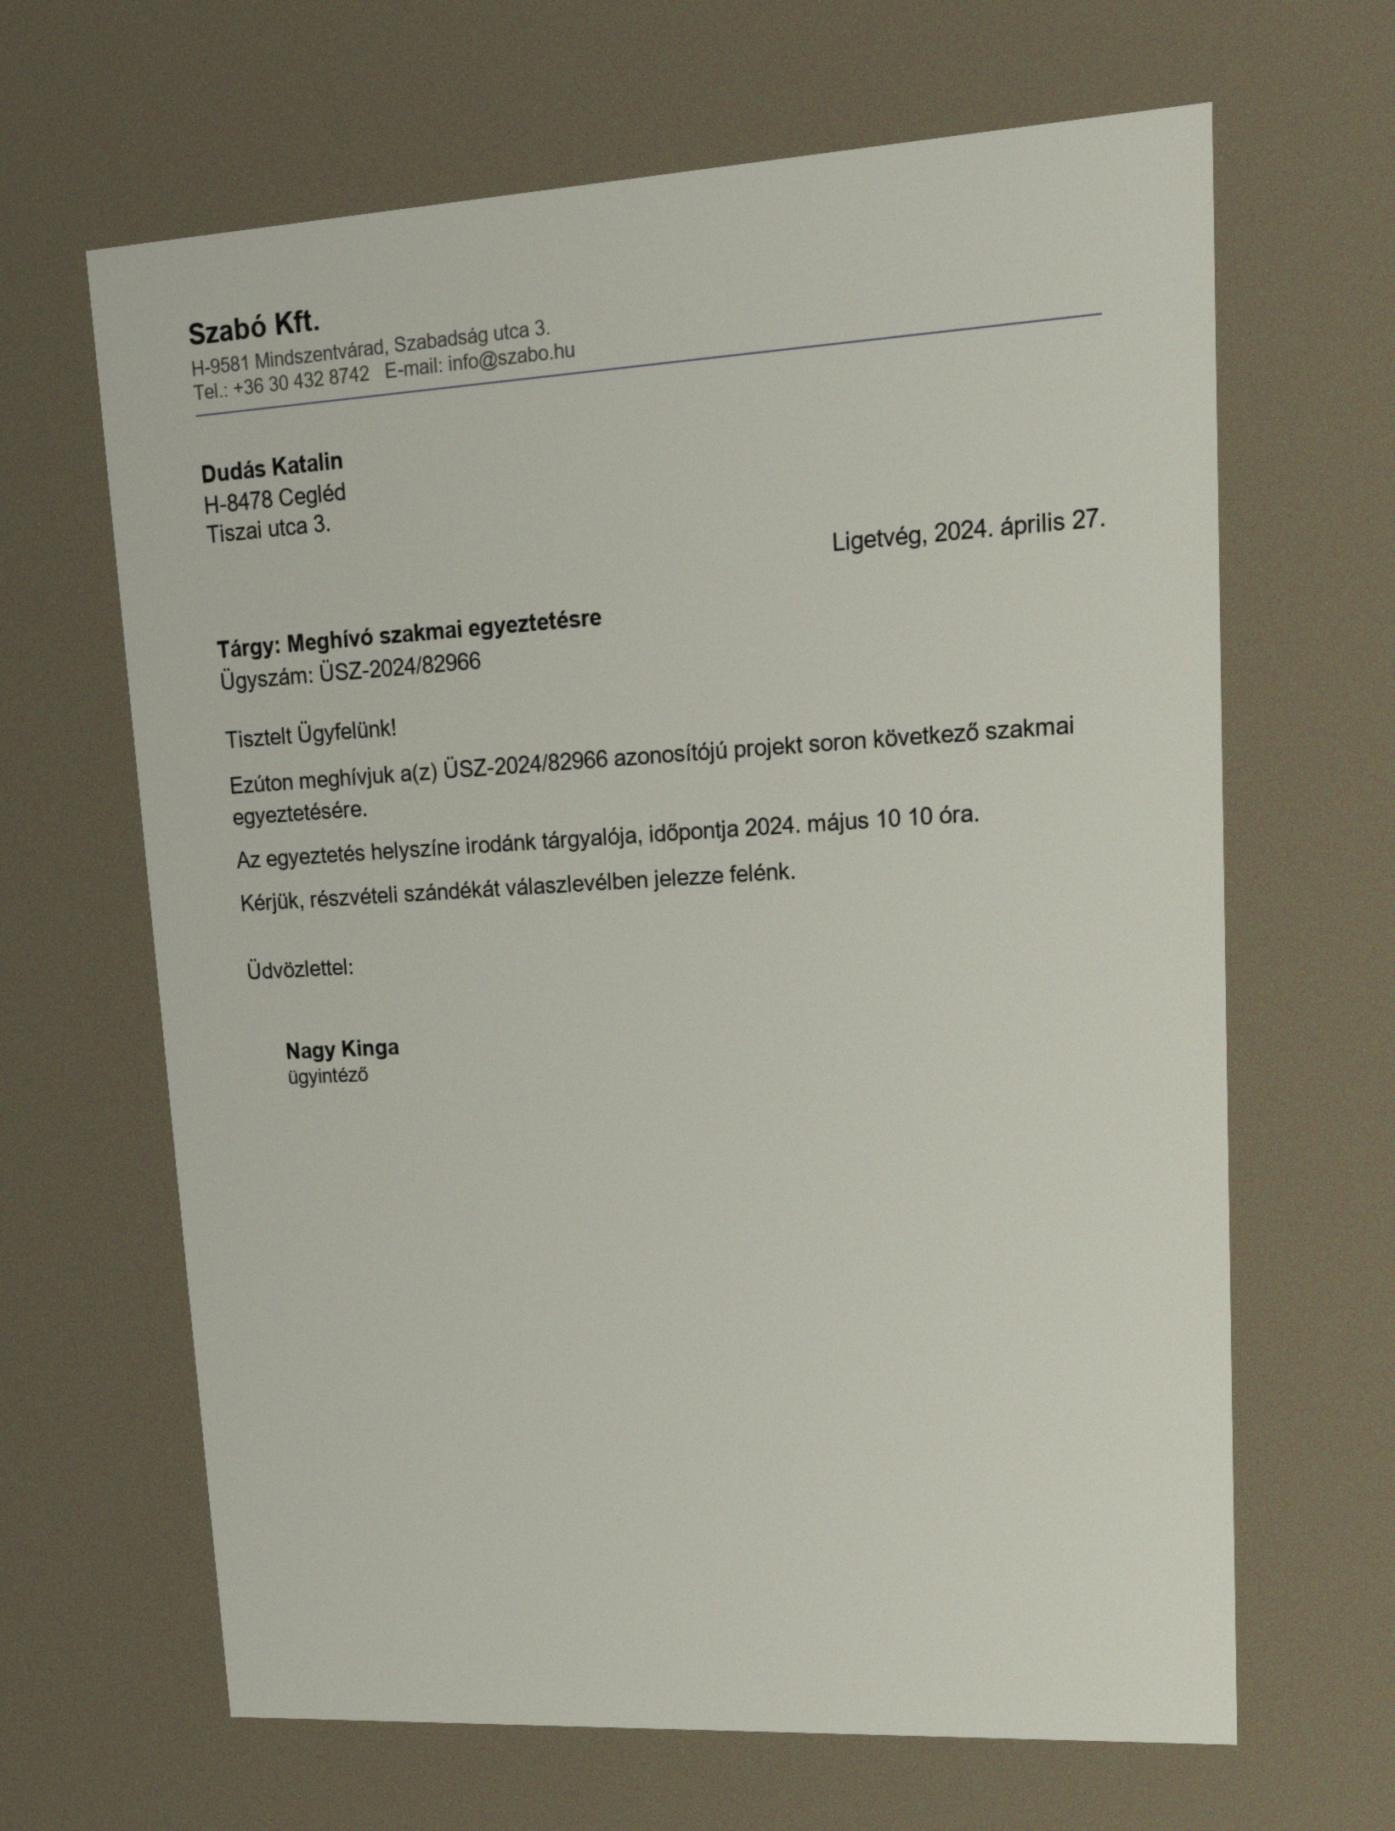 Szabó Kft.
H-9581 Mindszentvárad, Szabadság utca 3.
Tel.: +36 30 432 8742   E-mail: info@szabo.hu
Dudás Katalin
H-8478 Cegléd
Tiszai utca 3.
Ligetvég, 2024. április 27.
Tárgy: Meghívó szakmai egyeztetésre
Ügyszám: ÜSZ-2024/82966
Tisztelt Ügyfelünk!
Ezúton meghívjuk a(z) ÜSZ-2024/82966 azonosítójú projekt soron következő szakmai
egyeztetésére.
Az egyeztetés helyszíne irodánk tárgyalója, időpontja 2024. május 10 10 óra.
Kérjük, részvételi szándékát válaszlevélben jelezze felénk.
Üdvözlettel:
Nagy Kinga
ügyintéző